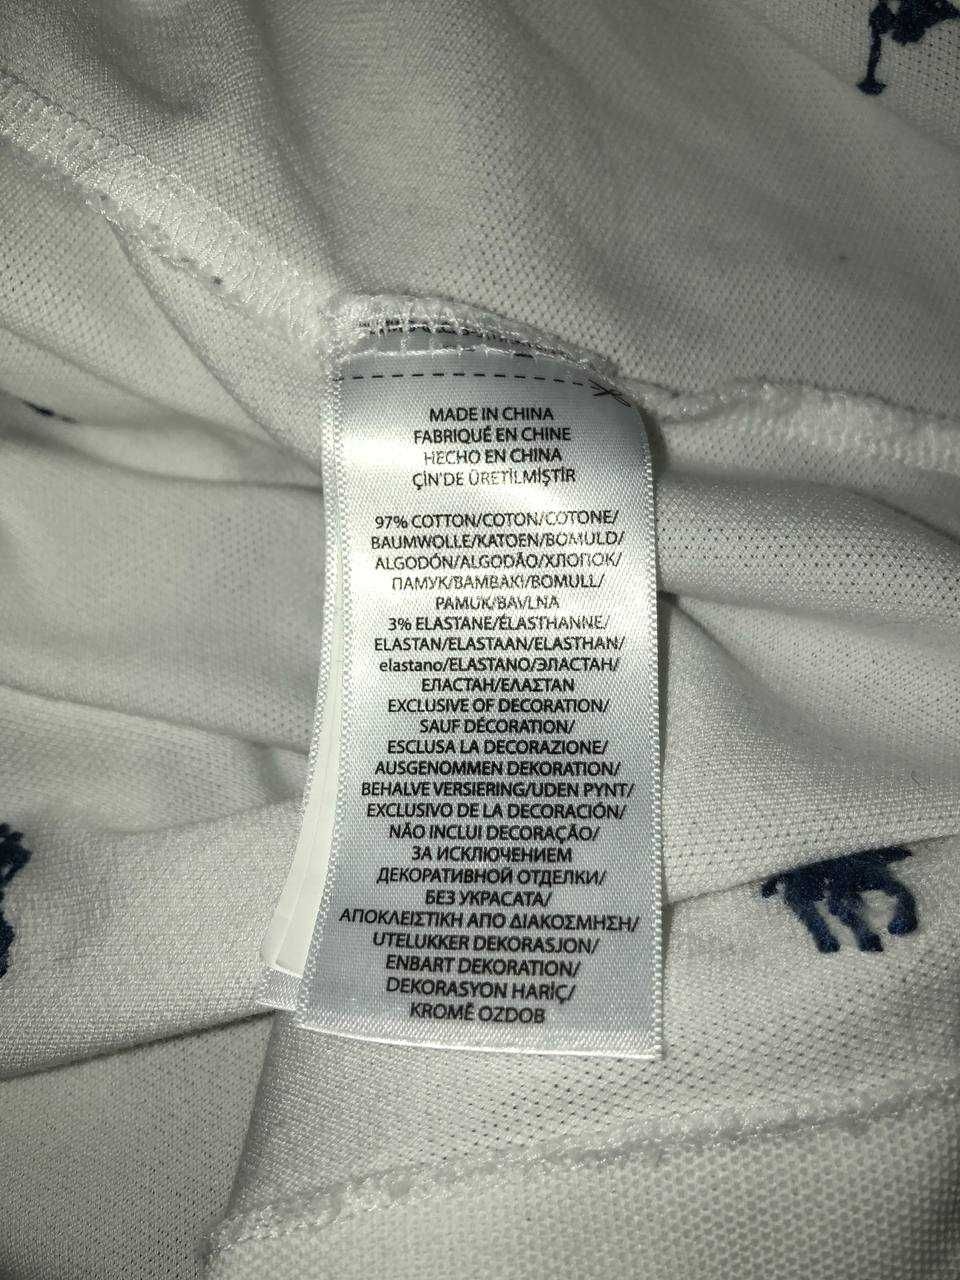 MADE IN CHINA
FABRIQUÉ EN CHINE
HECHO EN CHINA
ÇİN'DE ÜRETİLMİŞTİR
97% COTTON/COTON/COTONE/
BAUMWOLLE/KATOEN/BOMULD/
ALGODÓN/ALGODÃO/ХЛОПОК/
ПАМУК/ΒΑΜΒΑΚΙ/BOMULL/
PAMUK/BAVLNA
3% ELASTANE/ÉLASTHANNE/
ELASTAN/ELASTAAN/ELASTHAN/
elastano/ELASTANO/ЭЛАСТАН/
ЕЛАСТАН/ΕΛΑΣΤΑΝ
EXCLUSIVE OF DECORATION/
SAUF DÉCORATION/
ESCLUSA LA DECORAZIONE/
AUSGENOMMEN DEKORATION/
BEHALVE VERSIERING/UDEN PYNT/
EXCLUSIVO DE LA DECORACIÓN/
NÃO INCLUI DECORAÇÃO/
ЗА ИСКЛЮЧЕНИЕМ
ДЕКОРАТИВНОЙ ОТДЕЛКИ/
БЕЗ УКРАСАТА/
ΑΠΟΚΛΕΙΣΤΙΚΗ ΑΠΟ ΔΙΑΚΟΣΜΗΣΗ/
UTELUKKER DEKORASJON/
ENBART DEKORATION/
DEKORASYON HARİÇ/
KROMĚ OZDOB